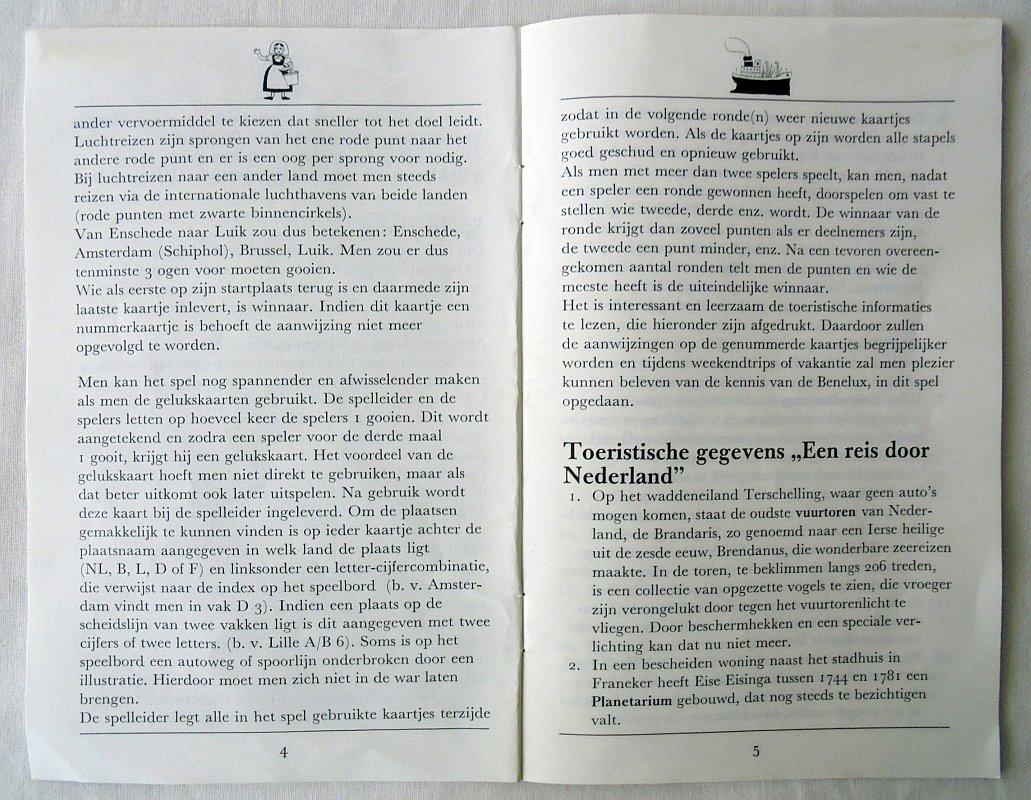 ander vervoermiddel te kiezen dat sneller tot het doel leidt.
Luchtreizen zijn sprongen van het ene rode punt naar het
andere rode punt en er is een oog per sprong voor nodig.
Bij luchtreizen naar een ander land moet men steeds
reizen via de internationale luchthavens van beide landen
(rode punten met zwarte binnencirkels).
Van Enschede naar Luik zou dus betekenen: Enschede,
Amsterdam (Schiphol), Brussel, Luik. Men zou er dus
tenminste 3 ogen voor moeten gooien.
Wie als eerste op zijn startplaats terug is en daarmede zijn
laatste kaartje inlevert, is winnaar. Indien dit kaartje een
nummerkaartje is behoeft de aanwijzing niet meer
opgevolgd te worden.
Men kan het spel nog spannender en afwisselender maken
als men de gelukskaarten gebruikt. De spelleider en de
spelers letten op hoeveel keer de spelers 1 gooien. Dit wordt
aangetekend en zodra een speler voor de derde maal
1 gooit, krijgt hij een gelukskaart. Het voordeel van de
gelukskaart hoeft men niet direkt te gebruiken, maar als
dat beter uitkomt ook later uitspelen. Na gebruik wordt
deze kaart bij de spelleider ingeleverd. Om de plaatsen
gemakkelijk te kunnen vinden is op ieder kaartje achter de
plaatsnaam aangegeven in welk land de plaats ligt
(NL, B, L, D of F) en linksonder een letter-cijfercombinatie,
die verwijst naar de index op het speelbord (b. v. Amster-
dam vindt men in vak D 3). Indien een plaats op de
scheidslijn van twee vakken ligt is dit aangegeven met twee
cijfers of twee letters. (b. v. Lille A/B 6). Soms is op het
speelbord een autoweg of spoorlijn onderbroken door een
illustratie. Hierdoor moet men zich niet in de war laten
brengen.
De spelleider legt alle in het spel gebruikte kaartjes terzijde
4
zodat in de volgende ronde(n) weer nieuwe kaartjes
gebruikt worden. Als de kaartjes op zijn worden alle stapels
goed geschud en opnieuw gebruikt.
Als men met meer dan twee spelers speelt, kan men, nadat
een speler een ronde gewonnen heeft, doorspelen om vast te
stellen wie tweede, derde enz. wordt. De winnaar van de
ronde krijgt dan zoveel punten als er deelnemers zijn,
de tweede een punt minder, enz. Na een tevoren overeen-
gekomen aantal ronden telt men de punten en wie de
meeste heeft is de uiteindelijke winnaar.
Het is interessant en leerzaam de toeristische informaties
te lezen, die hieronder zijn afgedrukt. Daardoor zullen
de aanwijzingen op de genummerde kaartjes begrijpelijker
worden en tijdens weekendtrips of vakantie zal men plezier
kunnen beleven van de kennis van de Benelux, in dit spel
opgedaan.
Toeristische gegevens „Een reis door
Nederland”
1. Op het waddeneiland Terschelling, waar geen auto's
mogen komen, staat de oudste vuurtoren van Neder-
land, de Brandaris, zo genoemd naar een Ierse heilige
uit de zesde eeuw, Brendanus, die wonderbare zeereizen
maakte. In de toren, te beklimmen langs 206 treden,
is een collectie van opgezette vogels te zien, die vroeger
zijn verongelukt door tegen het vuurtorenlicht te
vliegen. Door beschermhekken en een speciale ver-
lichting kan dat nu niet meer.
2. In een bescheiden woning naast het stadhuis in
Franeker heeft Eise Eisinga tussen 1744 en 1781 een
Planetarium gebouwd, dat nog steeds te bezichtigen
valt.
5